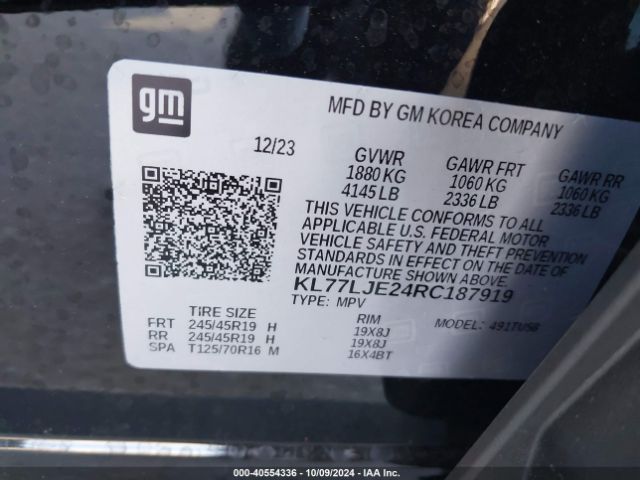 gm
MFD BY GM KOREA COMPANY
12/23 GVWR GAWR FRT GAWR RR
1880 KG 1060 KG 1060 KG
4145 LB 2336 LB 2336 LB
THIS VEHICLE CONFORMS TO ALL
APPLICABLE U.S. FEDERAL MOTOR
VEHICLE SAFETY AND THEFT PREVENTION
STANDARDS IN EFFECT ON THE DATE OF
MANUFACTURE SHOWN ABOVE.
KL77LJE24RC187919
TYPE: MPV MODEL: 491TU58
TIRE SIZE RIM
FRT 245/45R19 H 19X8J
RR 245/45R19 H 19X8J
SPA T125/70R16 M 16X4BT
000-40554336 - 10/09/2024 - IAA Inc.